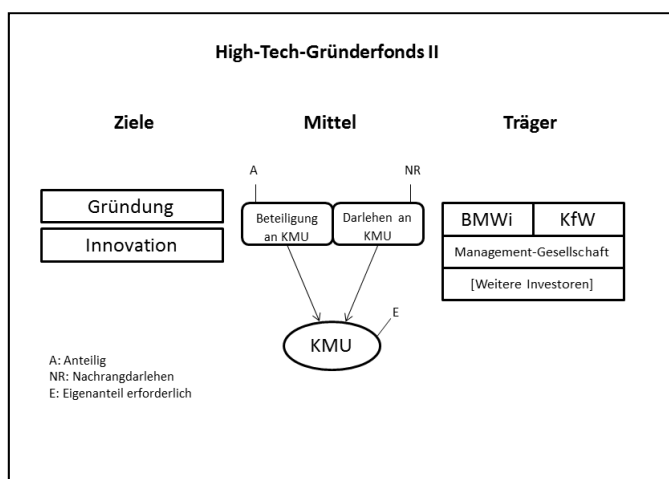 High-Tech-Gründerfonds II
Ziele
Mittel
Träger
A
NR
Gründung
Innovation
Beteiligung
an KMU
Darlehen an
KMU
BMWi
KfW
Management-Gesellschaft
[Weitere Investoren]
E
KMU
A: Anteilig
NR: Nachrangdarlehen
E: Eigenanteil erforderlich